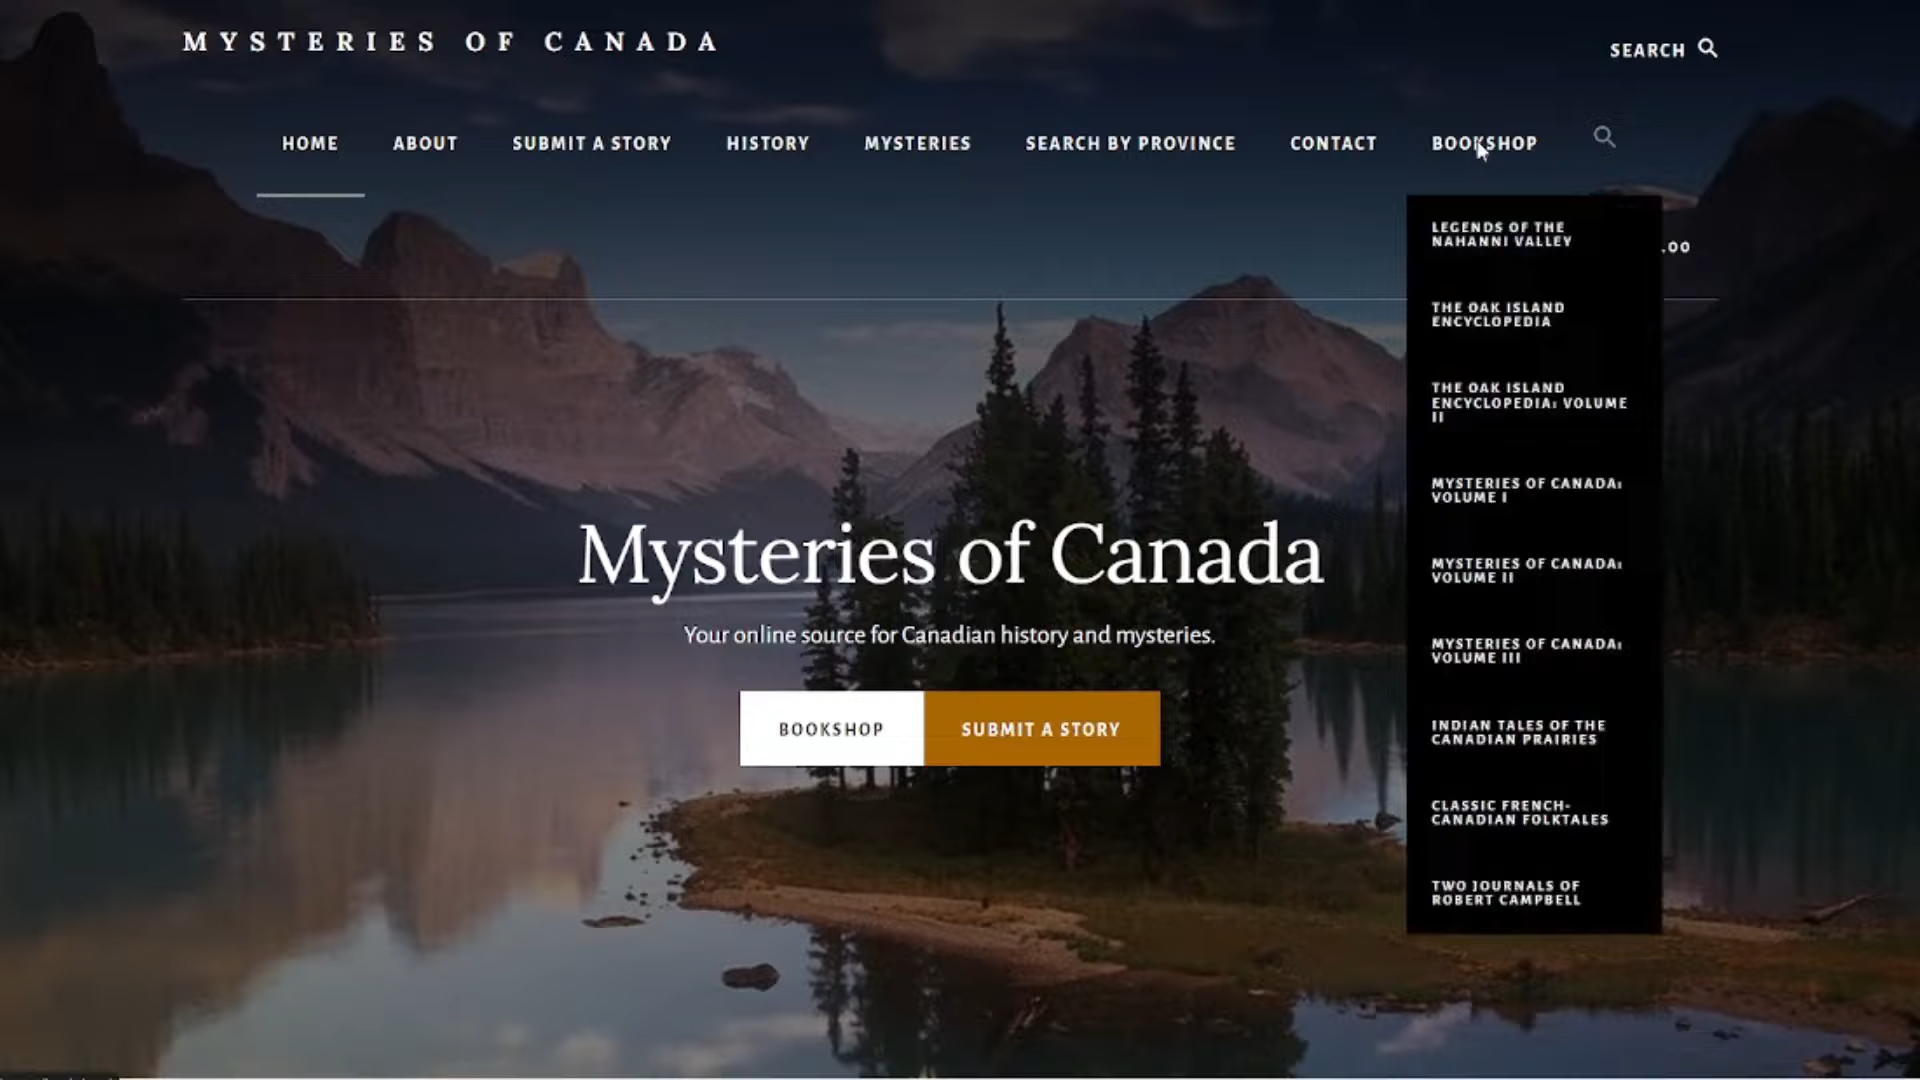 MYSTERIES OF CANADA
SEARCH
HOME ABOUT SUBMIT A STORY HISTORY MYSTERIES SEARCH BY PROVINCE CONTACT BOOKSHOP
LEGENDS OF THE
NAHANNI VALLEY
.00
THE OAK ISLAND
ENCYCLOPEDIA
THE OAK ISLAND
ENCYCLOPEDIA: VOLUME
II
MYSTERIES OF CANADA:
VOLUME I
MYSTERIES OF CANADA:
VOLUME II
MYSTERIES OF CANADA:
VOLUME III
INDIAN TALES OF THE
CANADIAN PRAIRIES
CLASSIC FRENCH-
CANADIAN FOLKTALES
TWO JOURNALS OF
ROBERT CAMPBELL
Mysteries of Canada
Your online source for Canadian history and mysteries.
BOOKSHOP SUBMIT A STORY